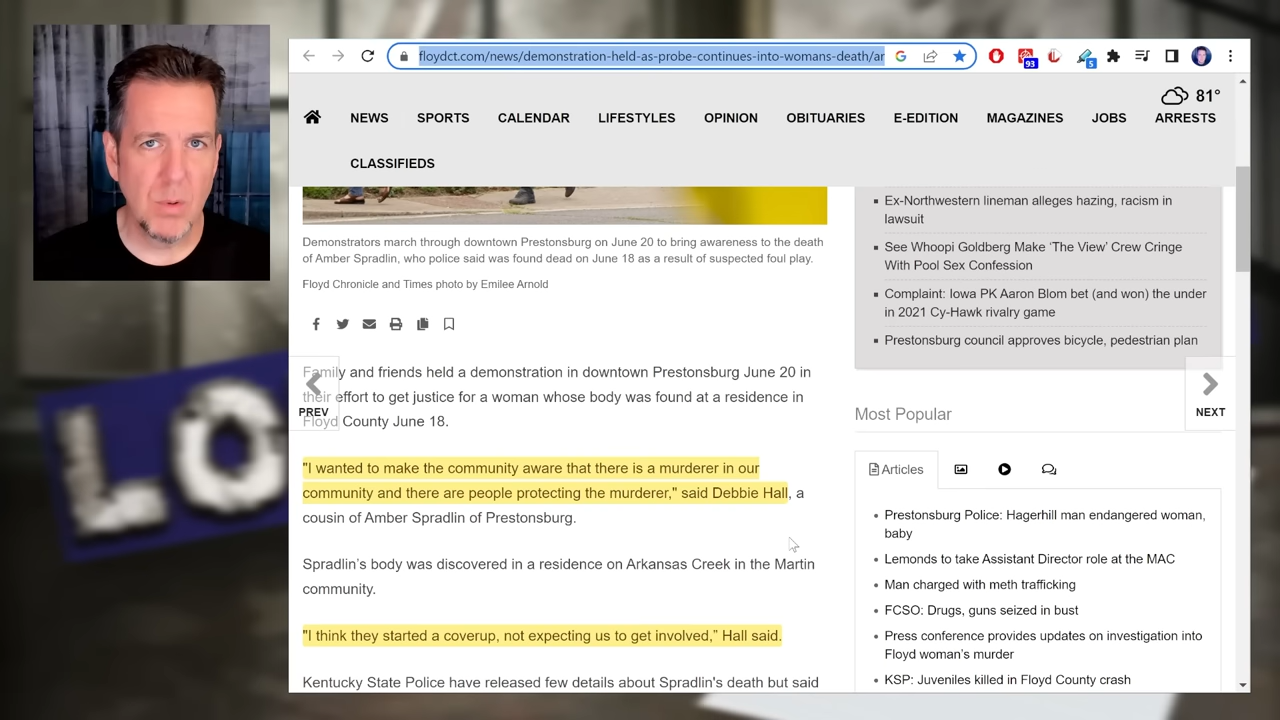 floydct.com/news/demonstration-held-as-probe-continues-into-womans-death/ar
93
5
81°
NEWS
SPORTS
CALENDAR
LIFESTYLES
OPINION
OBITUARIES
E-EDITION
MAGAZINES
JOBS
ARRESTS
CLASSIFIEDS
Demonstrators march through downtown Prestonsburg on June 20 to bring awareness to the death
of Amber Spradlin, who police said was found dead on June 18 as a result of suspected foul play.
Floyd Chronicle and Times photo by Emilee Arnold
Family and friends held a demonstration in downtown Prestonsburg June 20 in
their effort to get justice for a woman whose body was found at a residence in
Floyd County June 18.
"I wanted to make the community aware that there is a murderer in our
community and there are people protecting the murderer," said Debbie Hall, a
cousin of Amber Spradlin of Prestonsburg.
Spradlin's body was discovered in a residence on Arkansas Creek in the Martin
community.
"I think they started a coverup, not expecting us to get involved," Hall said.
Kentucky State Police have released few details about Spradlin's death but said
PREV
NEXT
Ex-Northwestern lineman alleges hazing, racism in
lawsuit
See Whoopi Goldberg Make 'The View' Crew Cringe
With Pool Sex Confession
Complaint: Iowa PK Aaron Blom bet (and won) the under
in 2021 Cy-Hawk rivalry game
Prestonsburg council approves bicycle, pedestrian plan
Most Popular
Articles
Prestonsburg Police: Hagerhill man endangered woman,
baby
Lemonds to take Assistant Director role at the MAC
Man charged with meth trafficking
FCSO: Drugs, guns seized in bust
Press conference provides updates on investigation into
Floyd woman's murder
KSP: Juveniles killed in Floyd County crash
LO